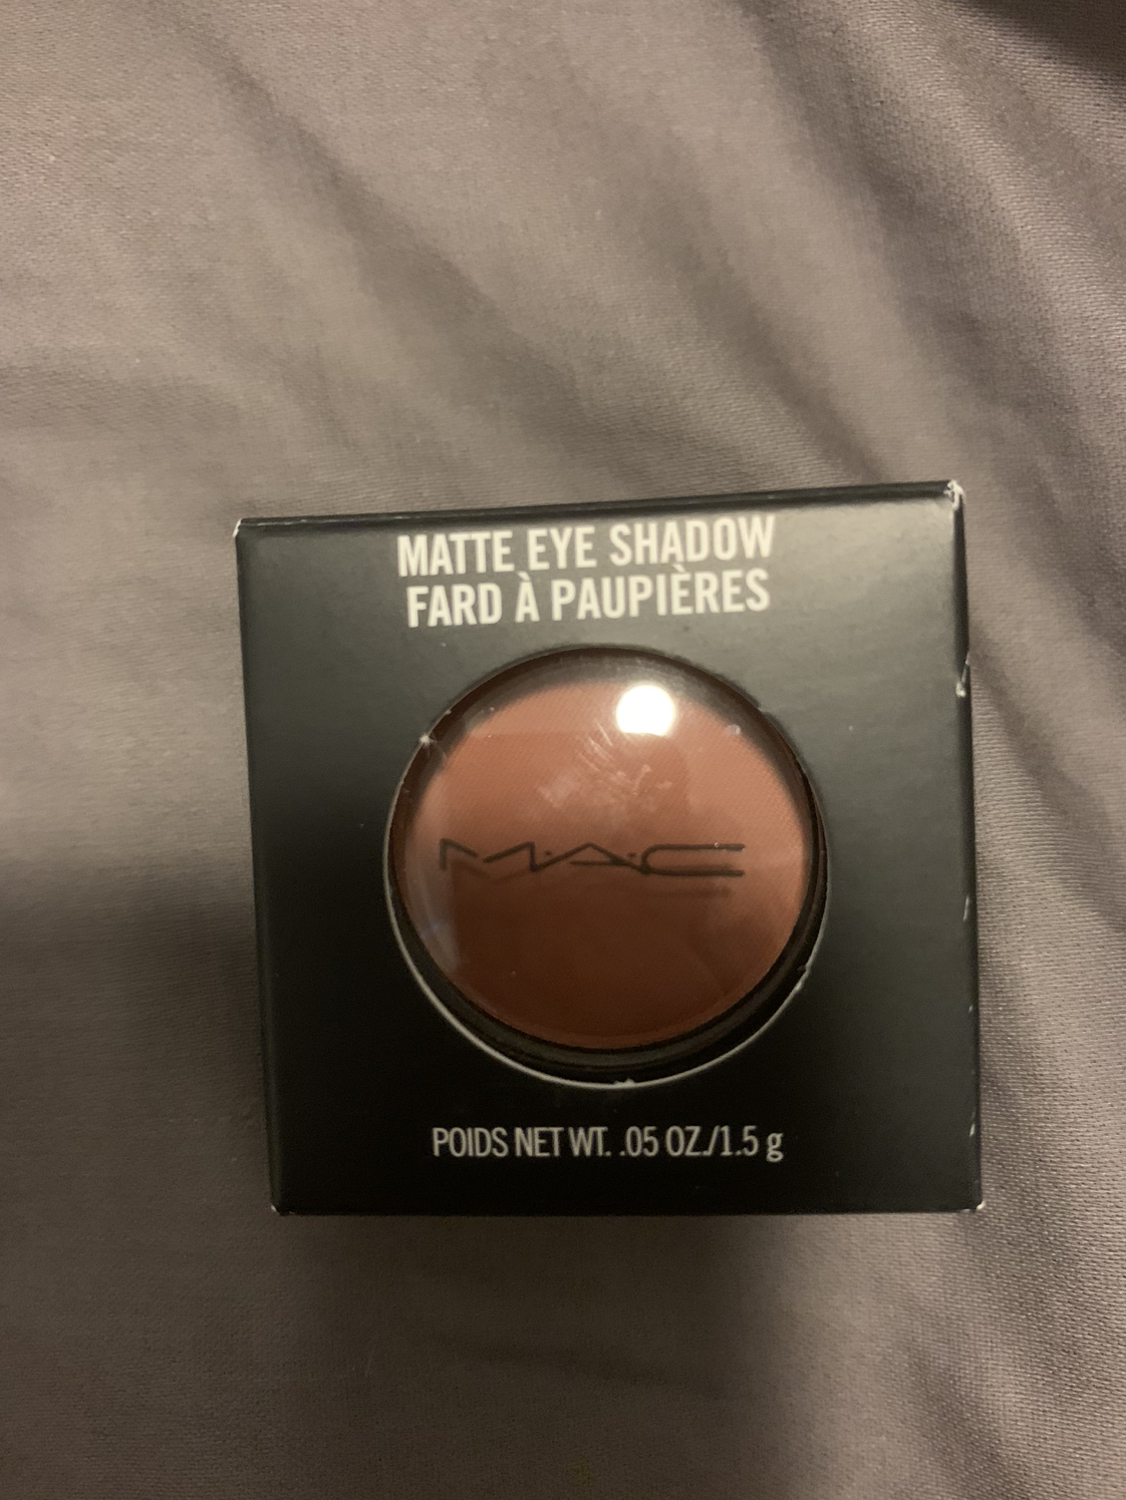 MATTE EYE SHADOW
FARD À PAUPIÈRES
M·A·C
POIDS NET WT. .05 OZ./1.5 g